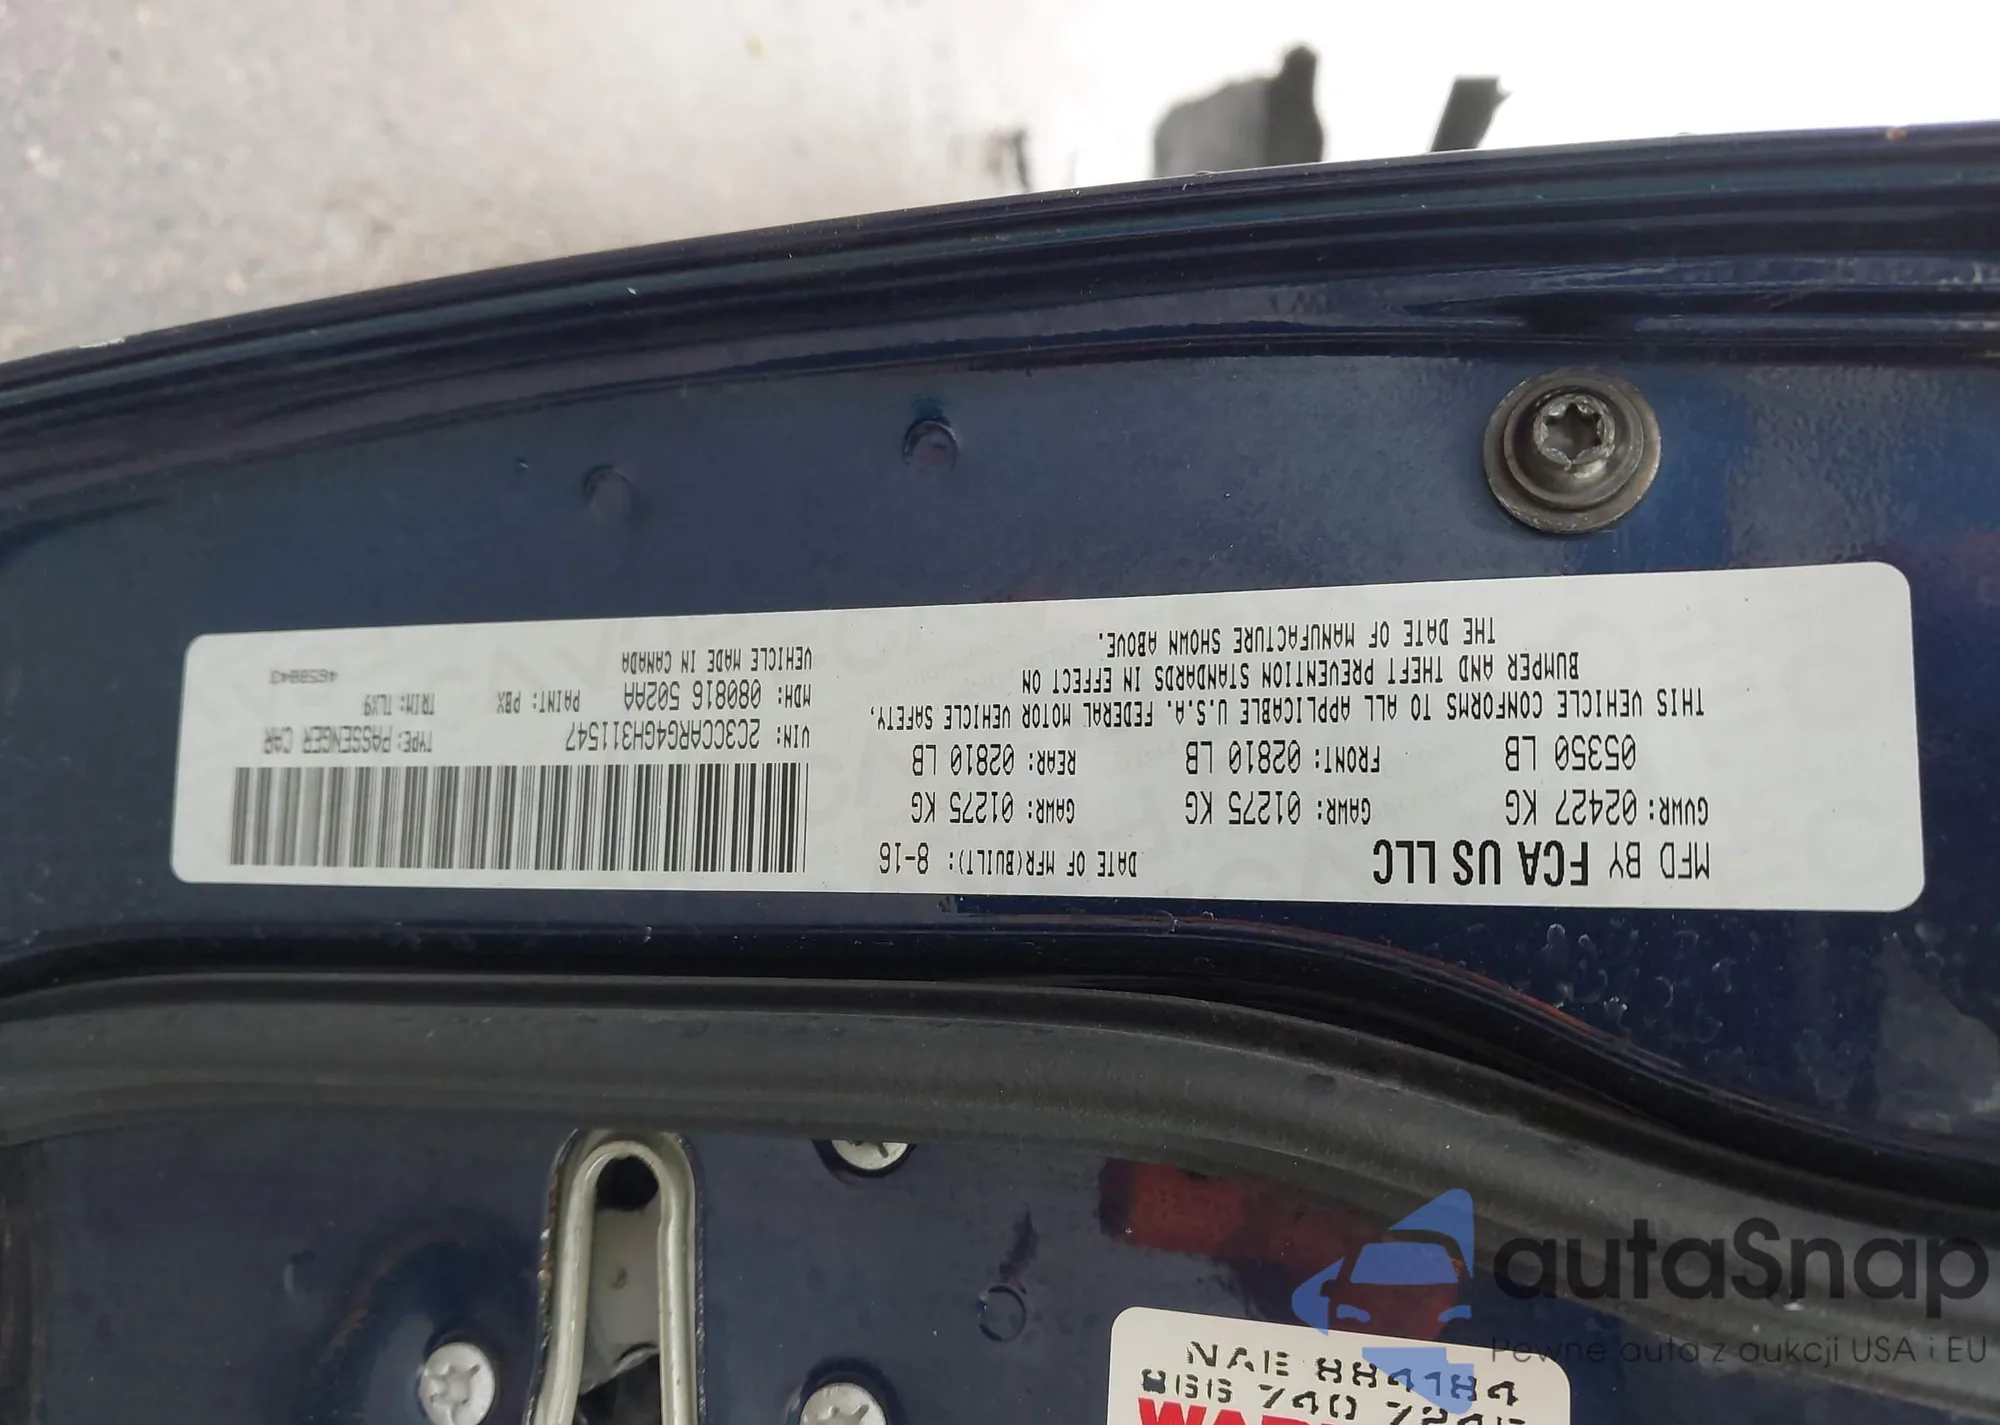 MFD BY FCA US LLC
DATE OF MFR(BUILT): 8-16
GVWR: 02427 KG
05350 LB
GAWR: 01275 KG
FRONT: 02810 LB
GAWR: 01275 KG
REAR: 02810 LB
THIS VEHICLE CONFORMS TO ALL APPLICABLE U.S.A. FEDERAL MOTOR VEHICLE SAFETY,
BUMPER AND THEFT PREVENTION STANDARDS IN EFFECT ON
THE DATE OF MANUFACTURE SHOWN ABOVE.
VIN: 2C3CCARG4GH311547
TYPE: PASSENGER CAR
MDH: 080816 502AA
PAINT: PBX
TRIM: TLX9
VEHICLE MADE IN CANADA
autoSnap
Pewne auta z aukcji USA i EU
NAE 884184
866 740